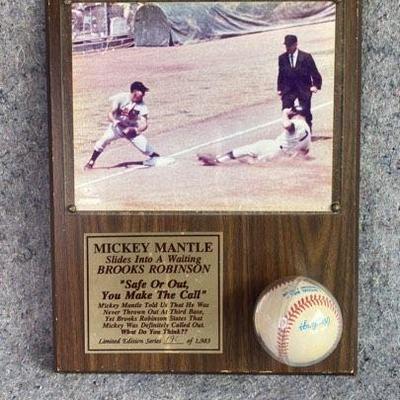 MICKEY MANTLE
Slides Into A Waiting
BROOKS ROBINSON
"Safe Or Out,
You Make The Call"
Mickey Mantle Told Us That He Was
Never Thrown Out At Third Base,
Yet Brooks Robinson States That
Mickey Was Definitely Called Out.
What Do You Think??
Limited Edition Series of 1,983